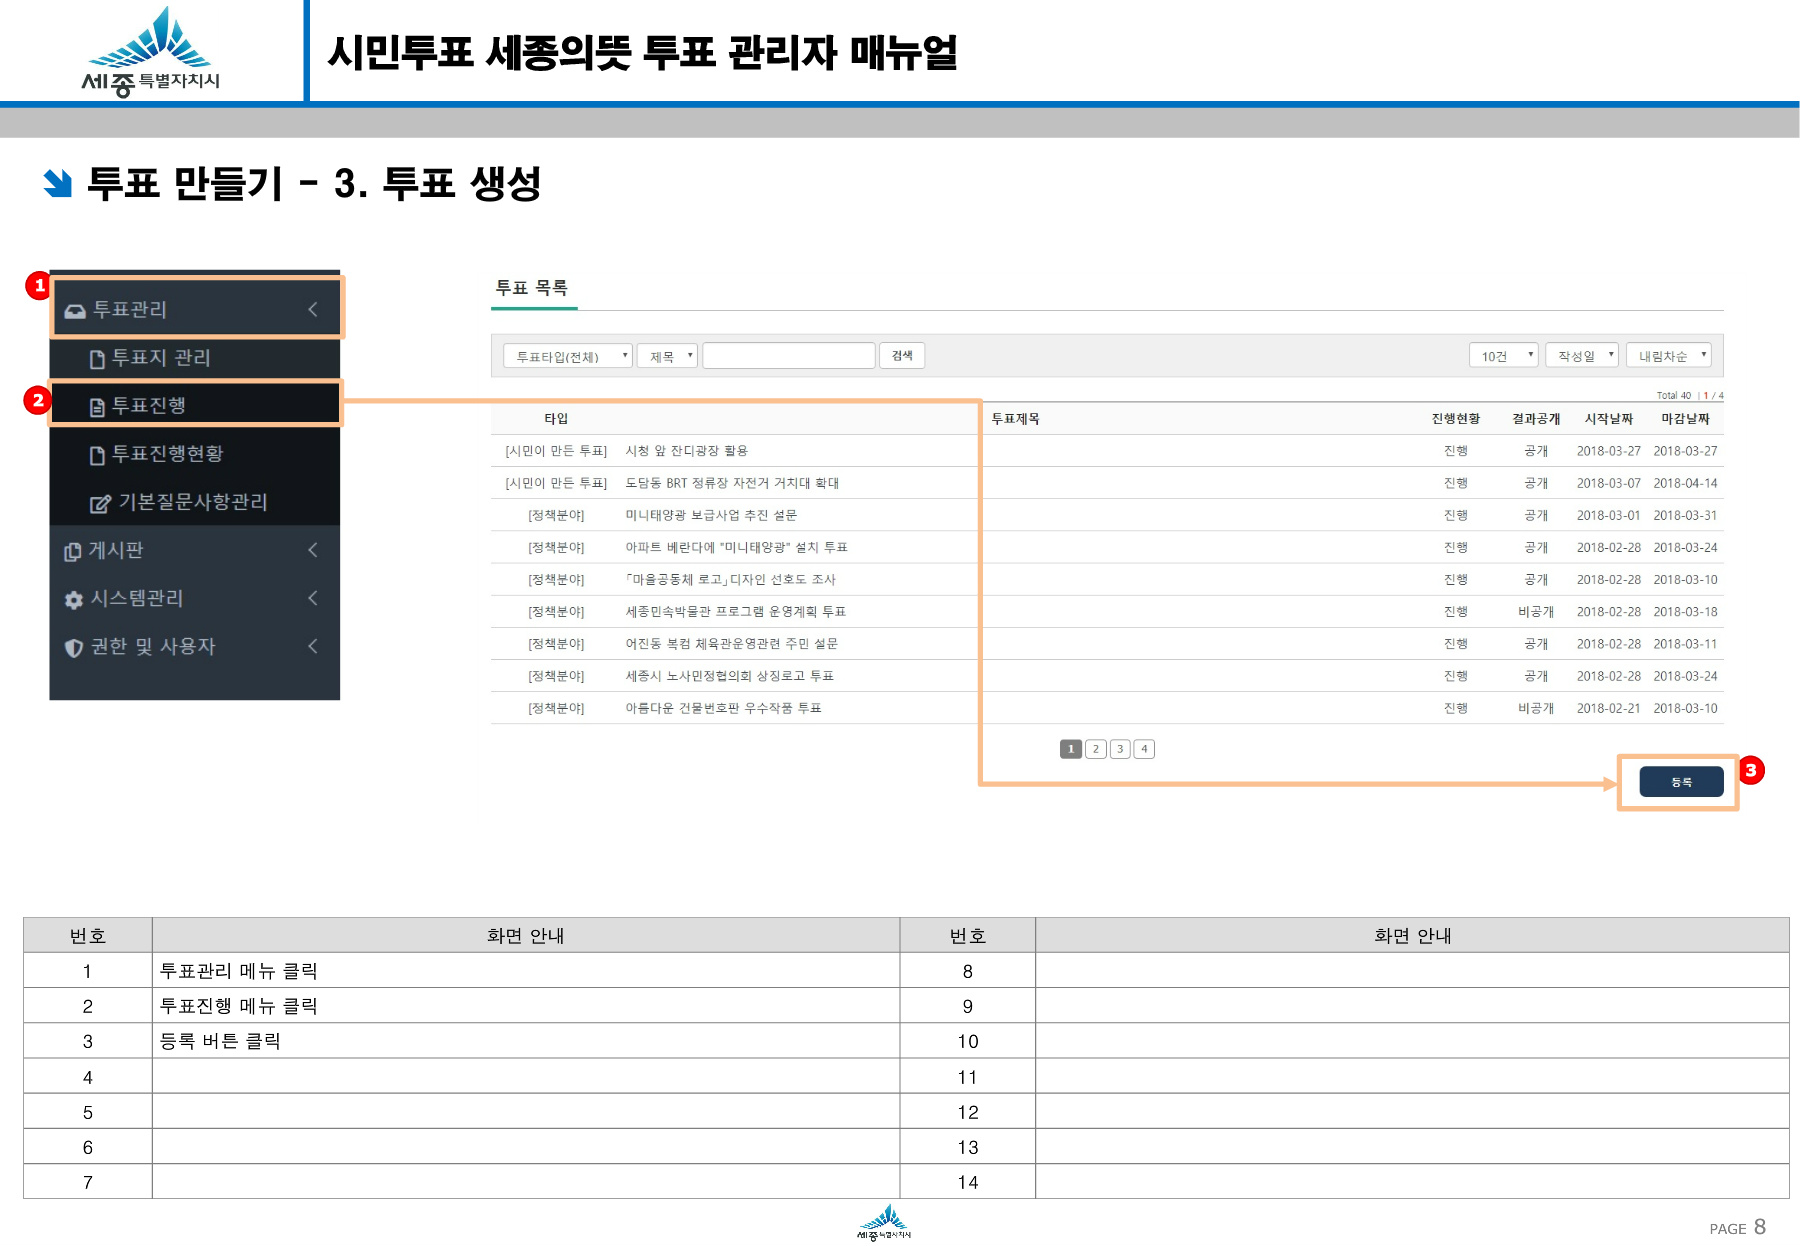 세종특별자치시
시민투표 세종의뜻 투표 관리자 매뉴얼
투표 만들기 - 3. 투표 생성
1
투표관리
투표지 관리
2
투표진행
투표진행현황
기본질문사항관리
게시판
시스템관리
권한 및 사용자
투표 목록
투표타입(전체) 제목 검색 10건 작성일 내림차순
Total 40 | 1 / 4
타입 투표제목 진행현황 결과공개 시작날짜 마감날짜
[시민이 만든 투표] 시청 앞 잔디광장 활용 진행 공개 2018-03-27 2018-03-27
[시민이 만든 투표] 도담동 BRT 정류장 자전거 거치대 확대 진행 공개 2018-03-07 2018-04-14
[정책분야] 미니태양광 보급사업 추진 설문 진행 공개 2018-03-01 2018-03-31
[정책분야] 아파트 베란다에 "미니태양광" 설치 투표 진행 공개 2018-02-28 2018-03-24
[정책분야] 「마을공동체 로고」디자인 선호도 조사 진행 공개 2018-02-28 2018-03-10
[정책분야] 세종민속박물관 프로그램 운영계획 투표 진행 비공개 2018-02-28 2018-03-18
[정책분야] 어진동 복컴 체육관운영관련 주민 설문 진행 공개 2018-02-28 2018-03-11
[정책분야] 세종시 노사민정협의회 상징로고 투표 진행 공개 2018-02-28 2018-03-24
[정책분야] 아름다운 건물번호판 우수작품 투표 진행 비공개 2018-02-21 2018-03-10
1 2 3 4
등록
3
번호 화면 안내 번호 화면 안내
1 투표관리 메뉴 클릭 8
2 투표진행 메뉴 클릭 9
3 등록 버튼 클릭 10
4 11
5 12
6 13
7 14
세종특별자치시
PAGE 8